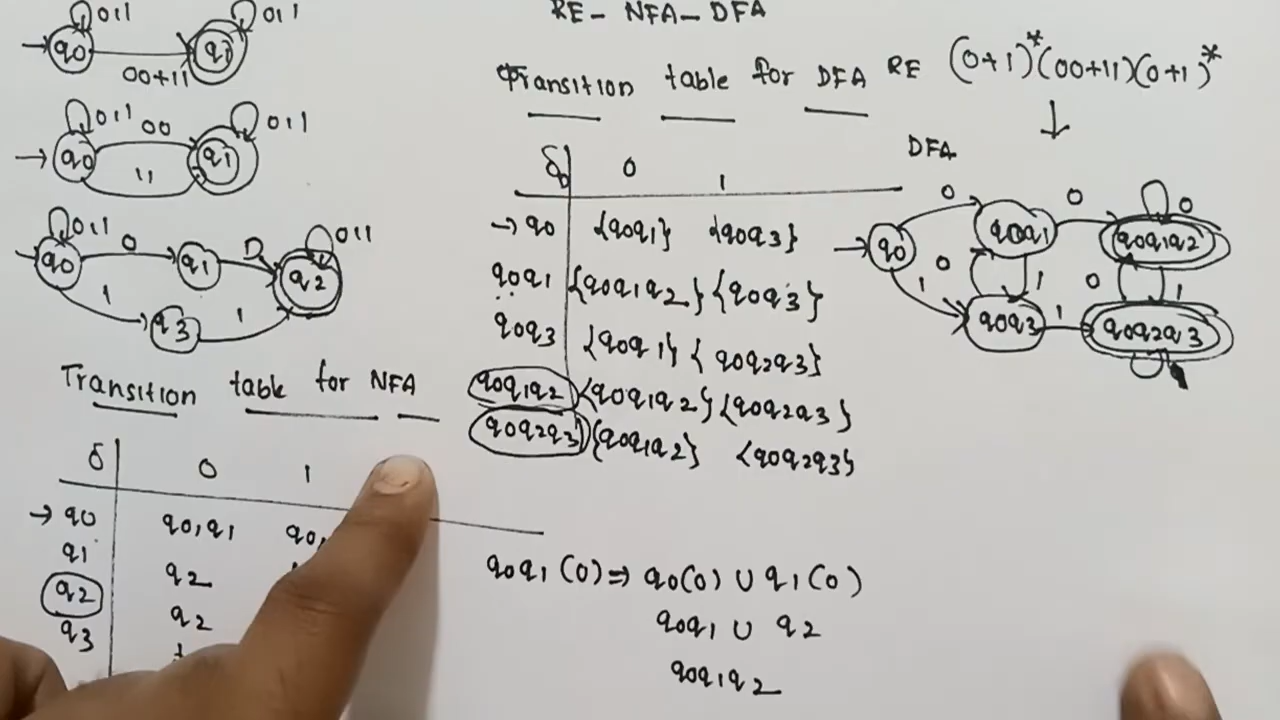 RE - NFA - DFA
Transition table for DFA RE (0+1)*(00+11)(0+1)*
0,1 0,1
q0 q1
00+11
0,1 00 0,1
q0 q1
11
0,1 0 0 0,1
q0 q1 q2
1 q3 1
Transition table for NFA
δ 0 1
→ q0 q0,q1 q0,
q1 q2
q2 q2
q3
δD 0 1
→ q0 {q0q1} {q0q3}
q0q1 {q0q1q2} {q0q3}
q0q3 {q0q1} {q0q2q3}
q0q1q2 {q0q1q2} {q0q2q3}
q0q2q3 {q0q1q2} {q0q2q3}
q0q1(0) ⇒ q0(0) ∪ q1(0)
q0q1 ∪ q2
q0q1q2
DFA
0 0 0
q0 q0q1 q0q1q2
1 0 1 0 1
q0q3 1 q0q2q3